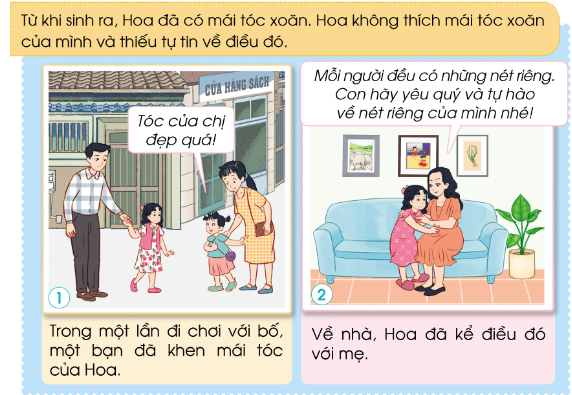 Từ khi sinh ra, Hoa đã có mái tóc xoăn. Hoa không thích mái tóc xoăn
của mình và thiếu tự tin về điều đó.
CỬA HÀNG SÁCH
Tóc của chị
đẹp quá!
1
Trong một lần đi chơi với bố,
một bạn đã khen mái tóc
của Hoa.
Mỗi người đều có những nét riêng.
Con hãy yêu quý và tự hào
về nét riêng của mình nhé!
2
Về nhà, Hoa đã kể điều đó
với mẹ.